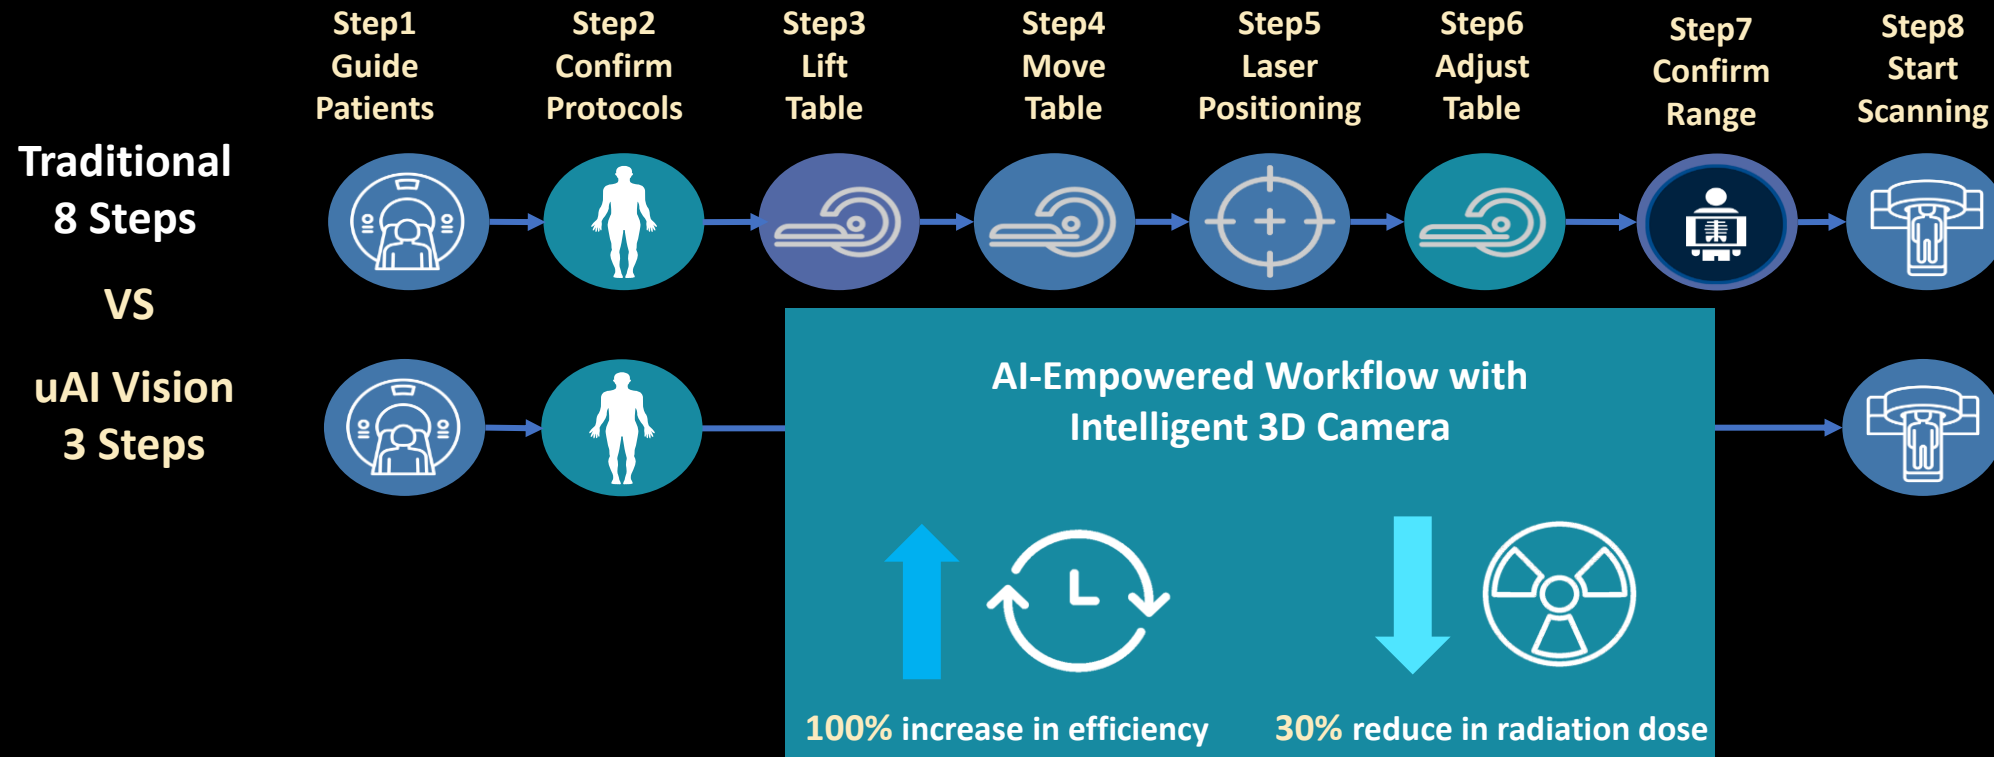 Step1
Guide
Patients
Step2
Confirm
Protocols
Step3
Lift
Table
Step4
Move
Table
Step5
Laser
Positioning
Step6
Adjust
Table
Step7
Confirm
Range
Step8
Start
Scanning
Traditional
8 Steps
VS
uAI Vision
3 Steps
AI-Empowered Workflow with
Intelligent 3D Camera
100% increase in efficiency
30% reduce in radiation dose